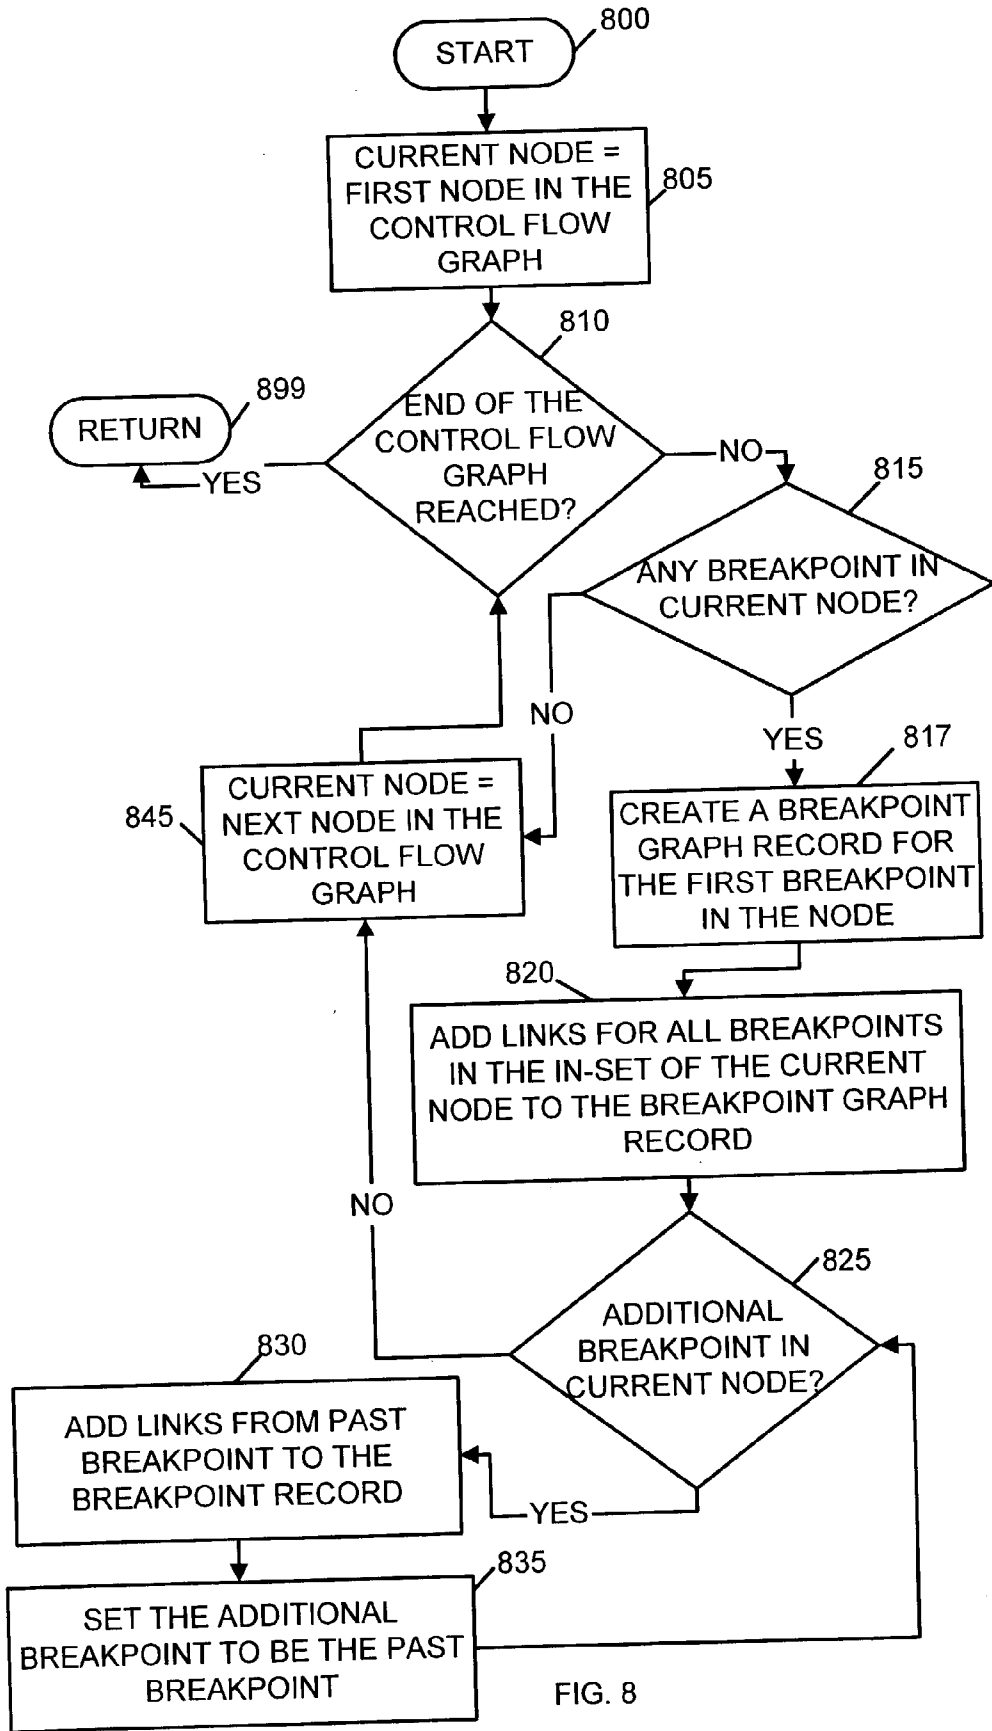 START
800
CURRENT NODE =
FIRST NODE IN THE
CONTROL FLOW
GRAPH
805
810
END OF THE
CONTROL FLOW
GRAPH
REACHED?
899
RETURN
YES
NO
815
ANY BREAKPOINT IN
CURRENT NODE?
NO
YES
817
CREATE A BREAKPOINT
GRAPH RECORD FOR
THE FIRST BREAKPOINT
IN THE NODE
845
CURRENT NODE =
NEXT NODE IN THE
CONTROL FLOW
GRAPH
820
ADD LINKS FOR ALL BREAKPOINTS
IN THE IN-SET OF THE CURRENT
NODE TO THE BREAKPOINT GRAPH
RECORD
NO
825
ADDITIONAL
BREAKPOINT IN
CURRENT NODE?
830
ADD LINKS FROM PAST
BREAKPOINT TO THE
BREAKPOINT RECORD
YES
835
SET THE ADDITIONAL
BREAKPOINT TO BE THE PAST
BREAKPOINT
FIG. 8